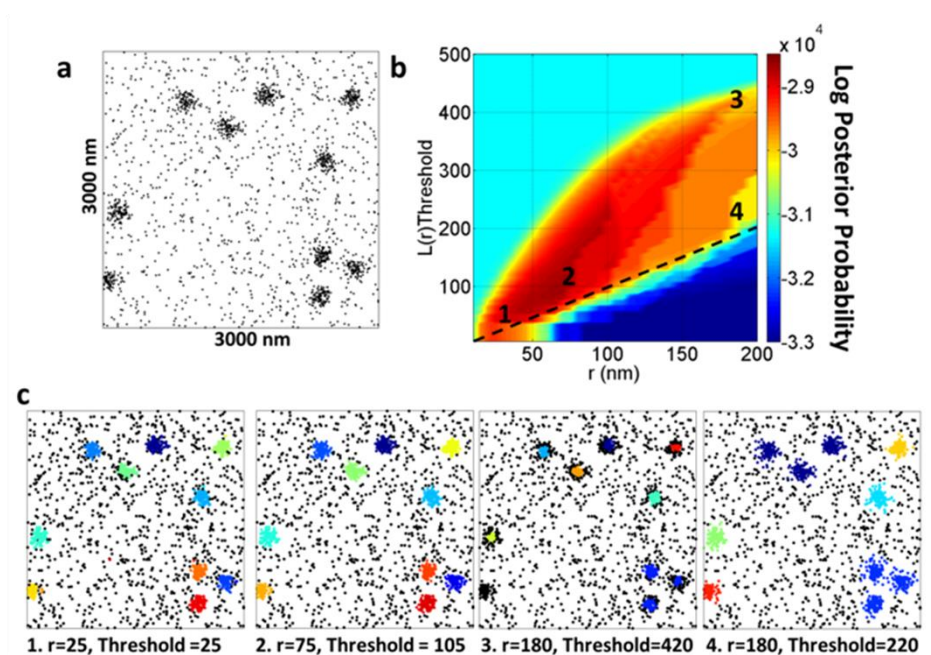 a
3000 nm
3000 nm
b
x 10 4
500
400
300
200
100
L(r)Threshold
1
2
3
4
50
100
150
200
r (nm)
-2.9
-3
-3.1
-3.2
-3.3
Log Posterior Probability
c
1. r=25, Threshold =25
2. r=75, Threshold = 105
3. r=180, Threshold=420
4. r=180, Threshold=220